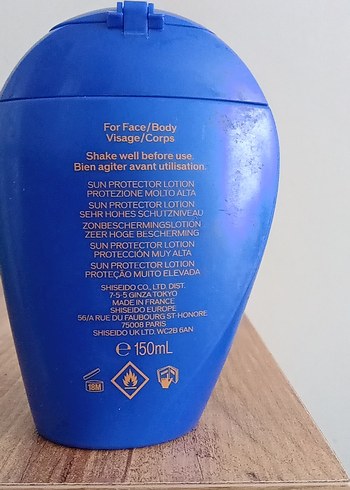 For Face/Body
Visage/Corps
Shake well before use.
Bien agiter avant utilisation.
SUN PROTECTOR LOTION
PROTEZIONE MOLTO ALTA
SUN PROTECTOR LOTION
SEHR HOHES SCHUTZNIVEAU
ZONBESCHERMINGSLOTION
ZEER HOGE BESCHERMING
SUN PROTECTOR LOTION
PROTECCIÓN MUY ALTA
SUN PROTECTOR LOTION
PROTEÇÃO MUITO ELEVADA
SHISEIDO CO., LTD. DIST.
7-5-5 GINZA TOKYO
MADE IN FRANCE
SHISEIDO EUROPE
56/A RUE DU FAUBOURG ST-HONORE
75008 PARIS
SHISEIDO UK LTD. WC2B 6AN
℮ 150mL
18M